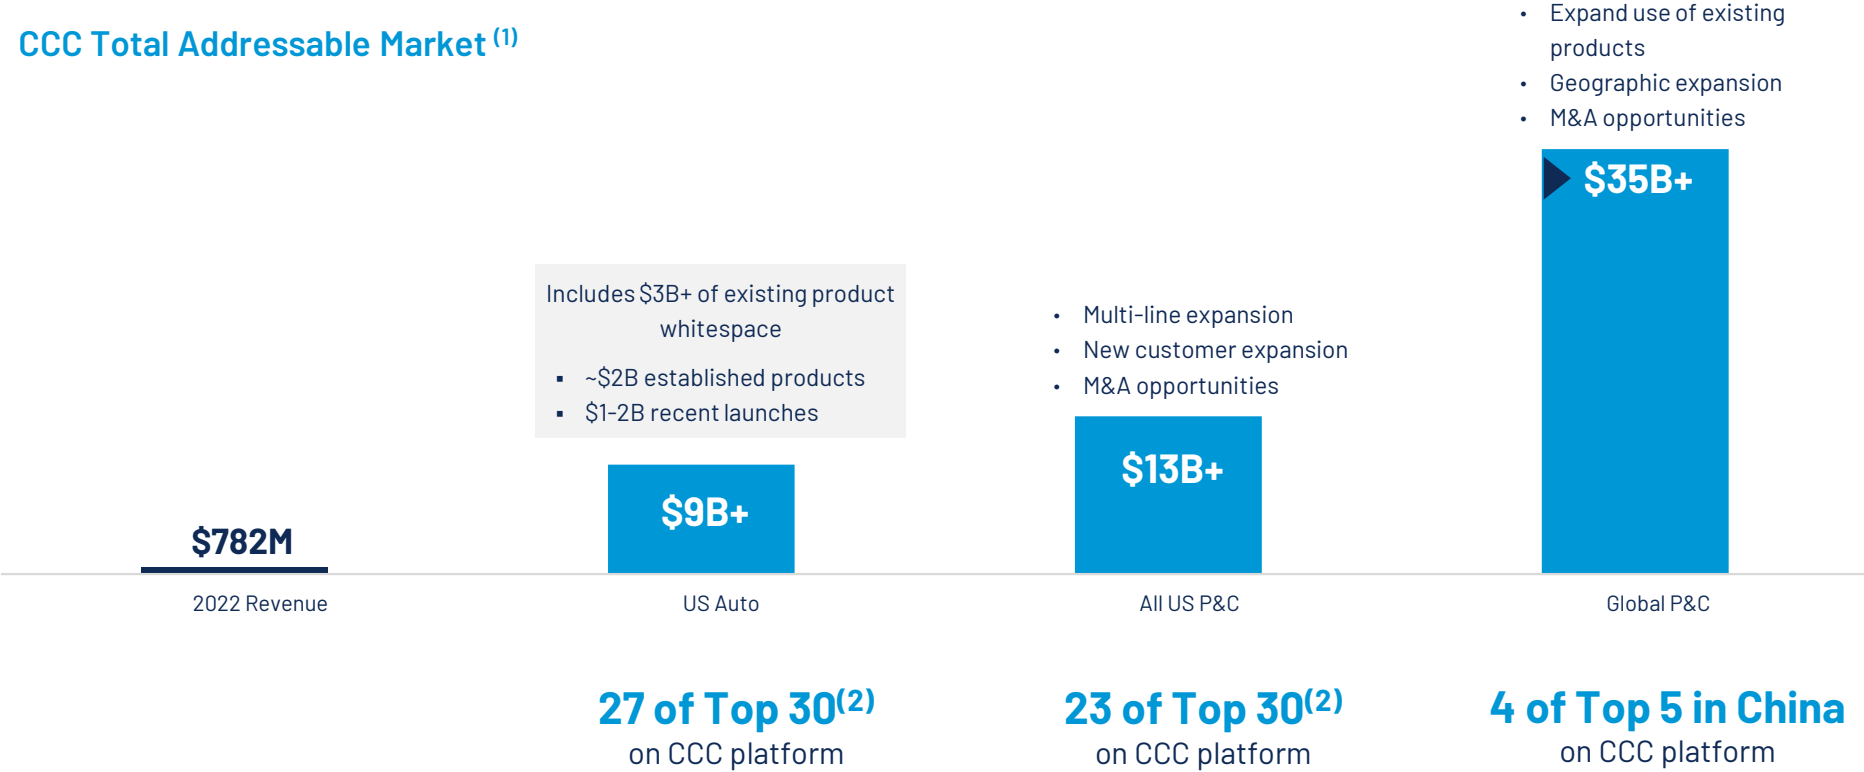 CCC Total Addressable Market (1)
• Expand use of existing
products
• Geographic expansion
• M&A opportunities
$35B+
Includes $3B+ of existing product
whitespace
▪ ~$2B established products
▪ $1-2B recent launches
• Multi-line expansion
• New customer expansion
• M&A opportunities
$782M
$9B+
$13B+
2022 Revenue
US Auto
All US P&C
Global P&C
27 of Top 30(2)
on CCC platform
23 of Top 30(2)
on CCC platform
4 of Top 5 in China
on CCC platform